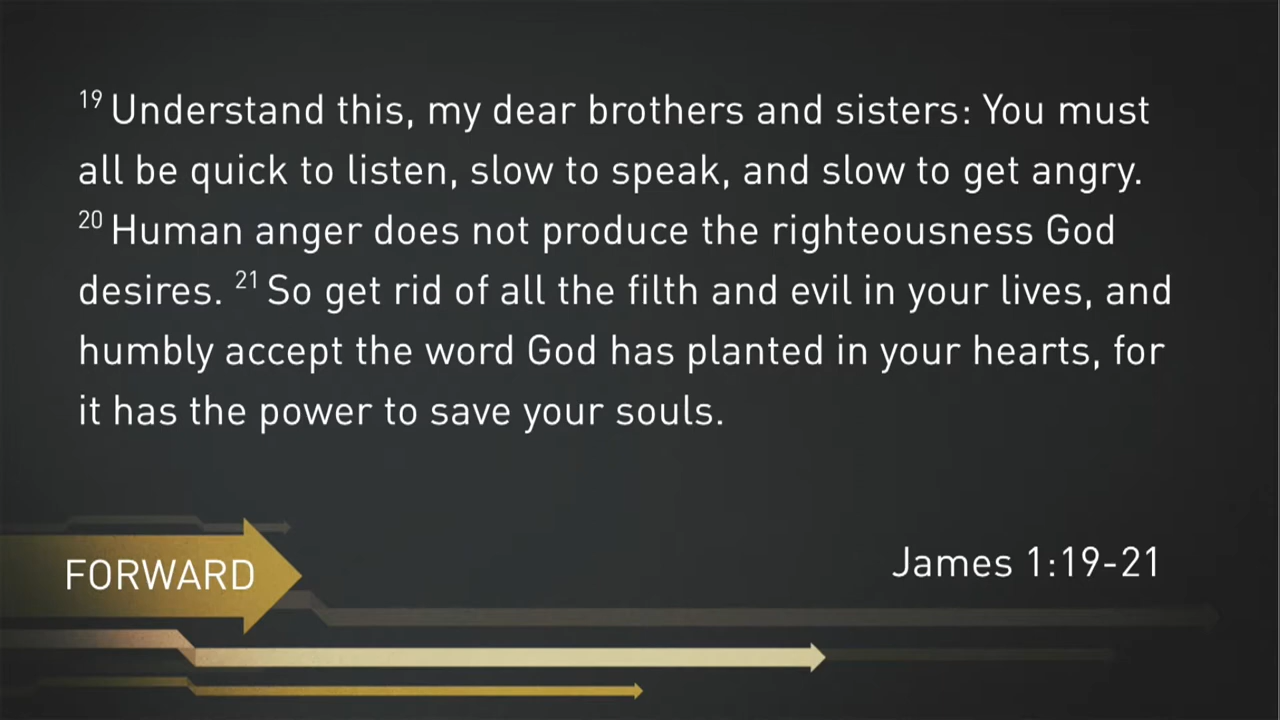 19 Understand this, my dear brothers and sisters: You must
all be quick to listen, slow to speak, and slow to get angry.
20 Human anger does not produce the righteousness God
desires. 21 So get rid of all the filth and evil in your lives, and
humbly accept the word God has planted in your hearts, for
it has the power to save your souls.
FORWARD
James 1:19-21